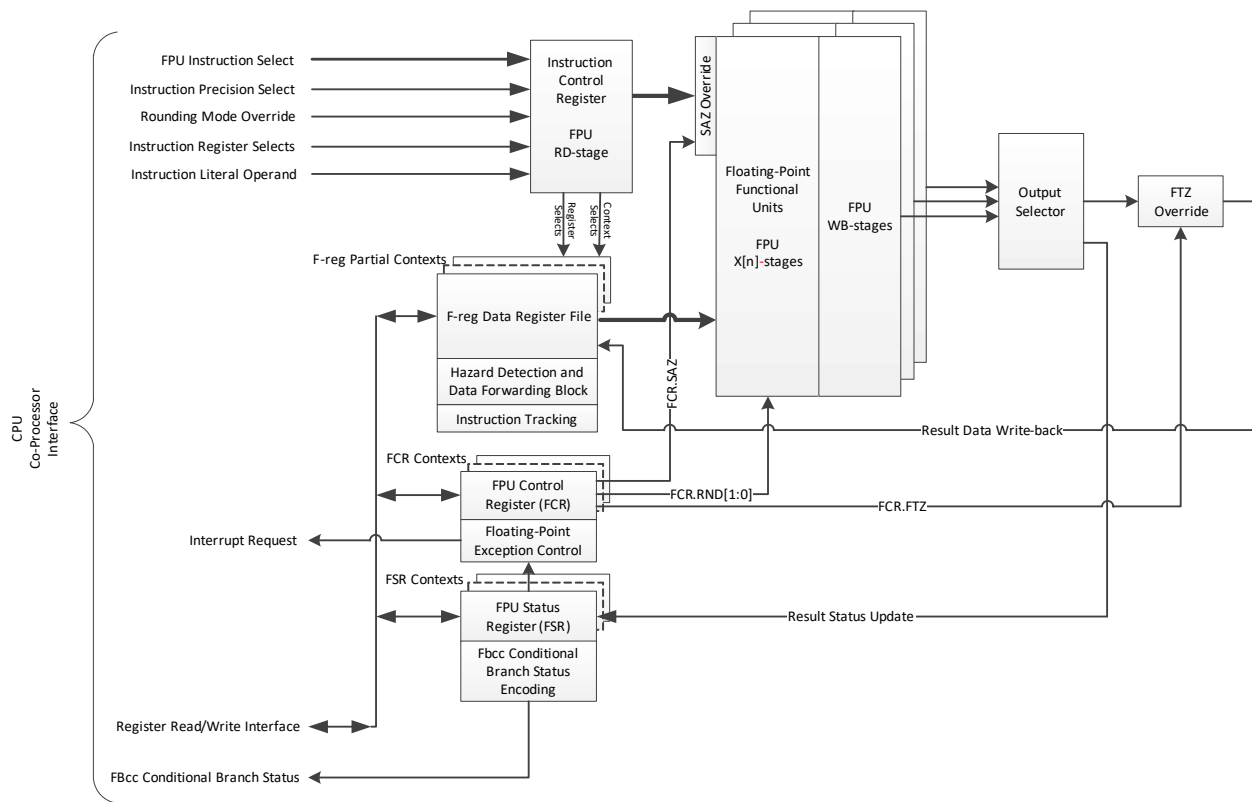 FPU Instruction Select
Instruction Precision Select
Rounding Mode Override
Instruction Register Selects
Instruction Literal Operand
Instruction
Control
Register
FPU
RD-stage
Register
Selects
Context
Selects
SAZ Override
Floating-Point
Functional
Units
FPU
X[n]-stages
FPU
WB-stages
Output
Selector
FTZ
Override
F-reg Partial Contexts
F-reg Data Register File
Hazard Detection and
Data Forwarding Block
Instruction Tracking
FCR.SAZ
Result Data Write-back
CPU
Co-Processor
Interface
FCR Contexts
FPU Control
Register (FCR)
FCR.RND[1:0]
FCR.FTZ
Floating-Point
Exception Control
Interrupt Request
FSR Contexts
FPU Status
Register (FSR)
Result Status Update
Fbcc Conditional
Branch Status
Encoding
Register Read/Write Interface
FBcc Conditional Branch Status